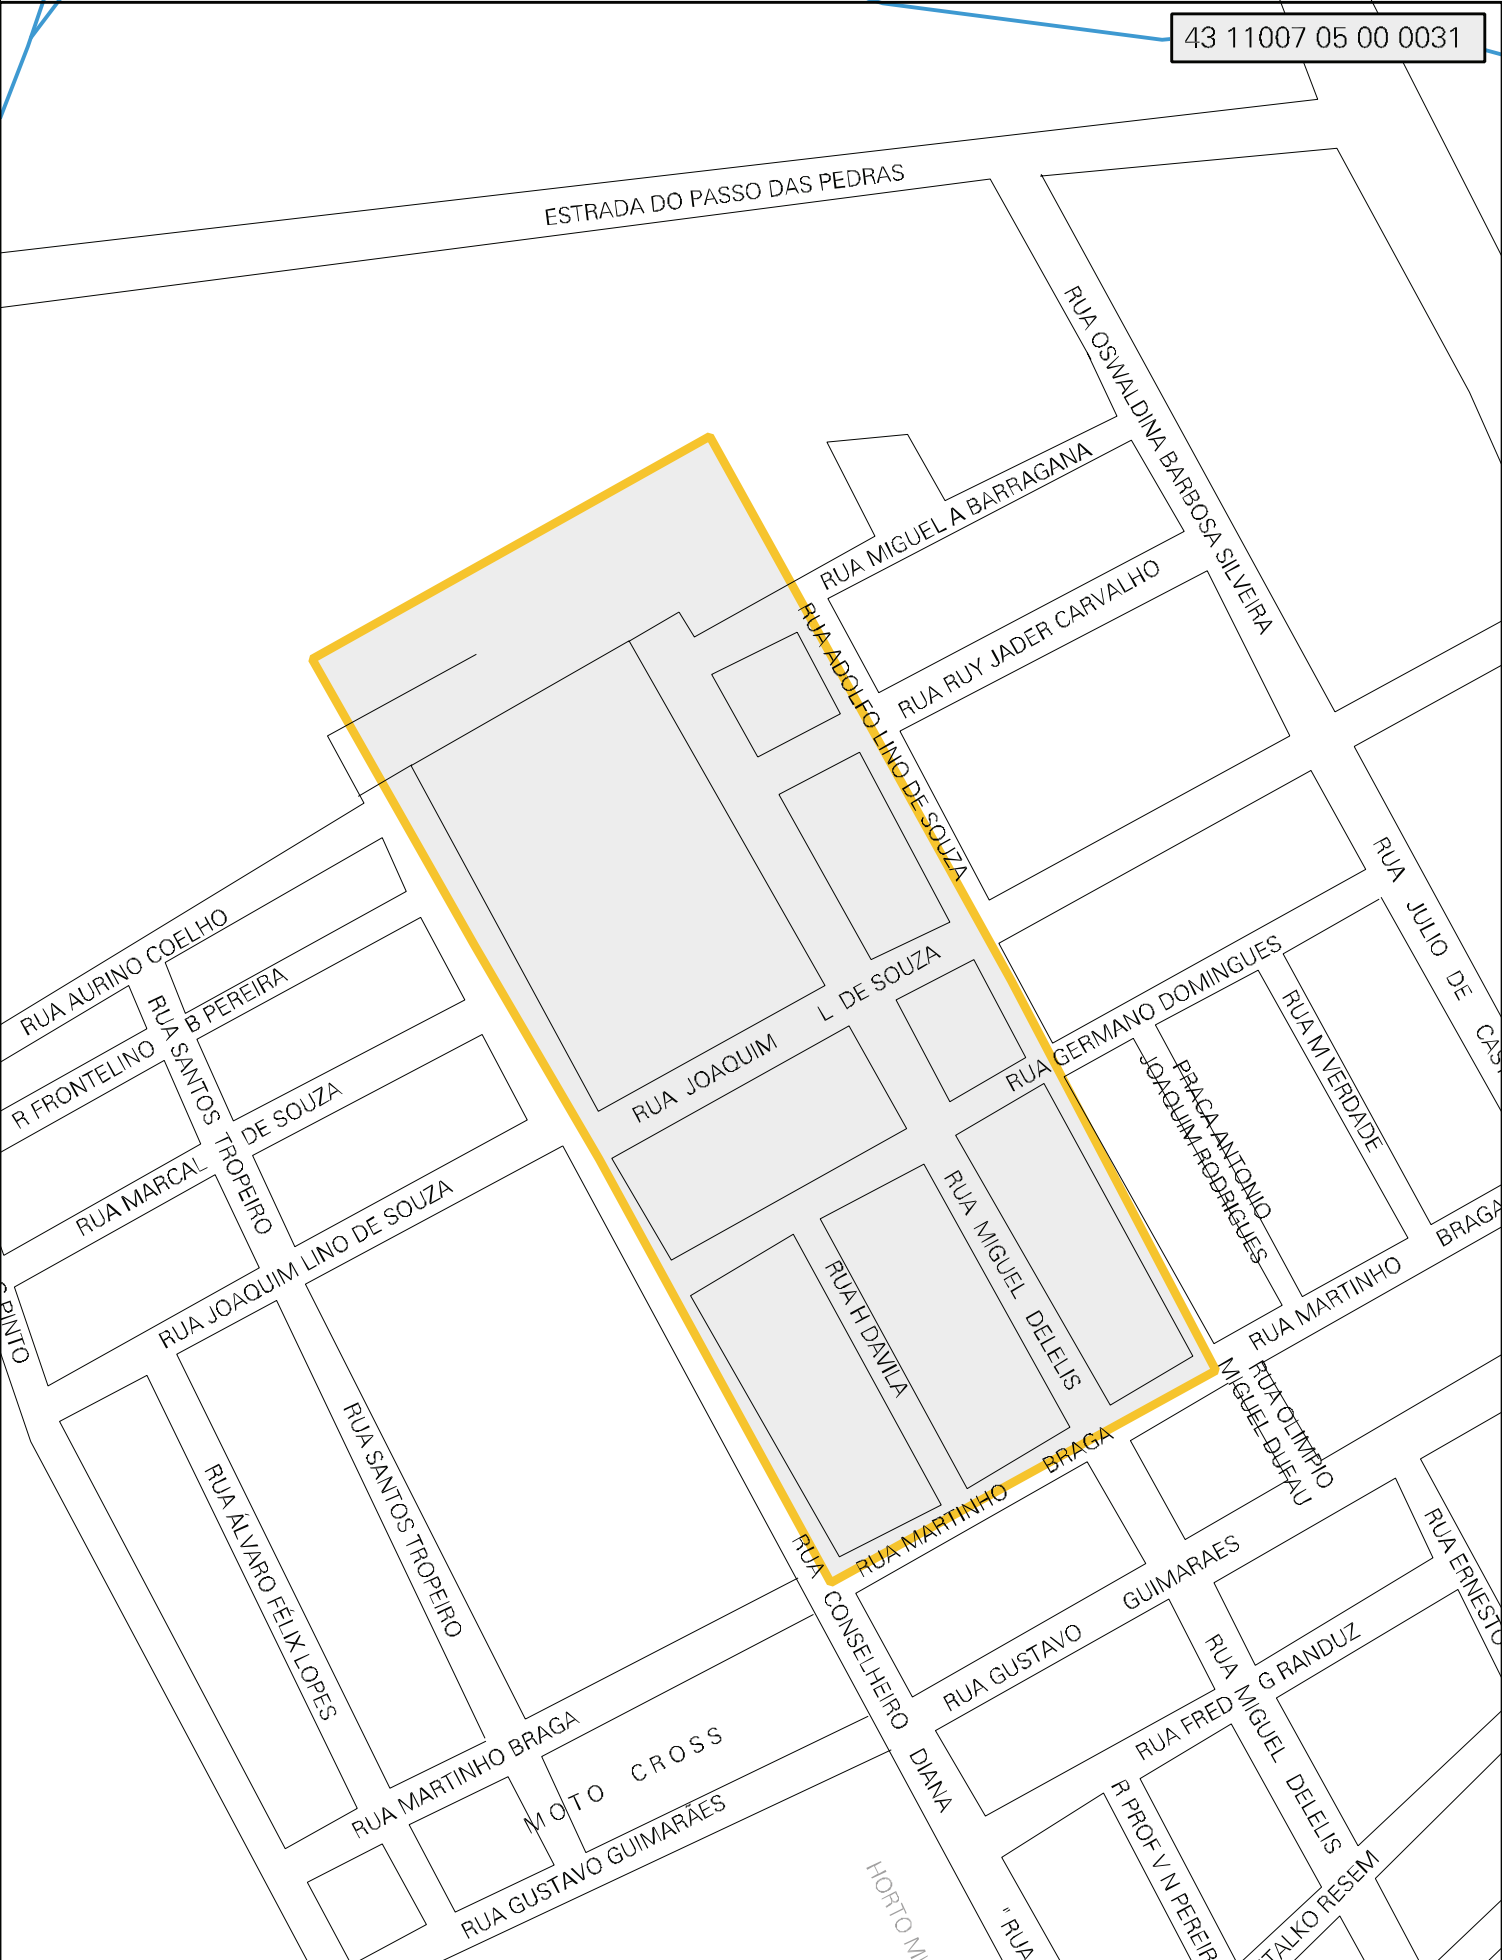 43 11007 05 00 0031
ESTRADA DO PASSO DAS PEDRAS
RUA OSWALDINA BARBOSA SILVEIRA
RUA MIGUEL A BARRAGANA
RUA RUY JADER CARVALHO
RUA ADOLFO LINO DE SOUZA
RUA JULIO DE
RUA AURINO COELHO
R FRONTELINO B PEREIRA
RUA SANTOS TROPEIRO
RUA MARCAL DE SOUZA
RUA JOAQUIM LINO DE SOUZA
RUA JOAQUIM L DE SOUZA
RUA GERMANO DOMINGUES
PRACA ANTONIO
JOAQUIM RODRIGUES
RUA M VERDADE
RUA MARTINHO BRAGA
PINTO
RUA H DAVILA
RUA MIGUEL DELELIS
RUA OLIMPIO
MIGUEL DUFAU
RUA ÁLVARO FÉLIX LOPES
RUA SANTOS TROPEIRO
RUA MARTINHO BRAGA
RUA CONSELHEIRO DIANA
RUA GUSTAVO GUIMARAES
RUA FRED G RANDUZ
RUA ERNESTO
RUA MIGUEL DELELIS
RUA MARTINHO BRAGA
MOTO CROSS
RUA GUSTAVO GUIMARÃES
R PROF V N PEREIR
TALKO RESEM
HORTO
" RUA